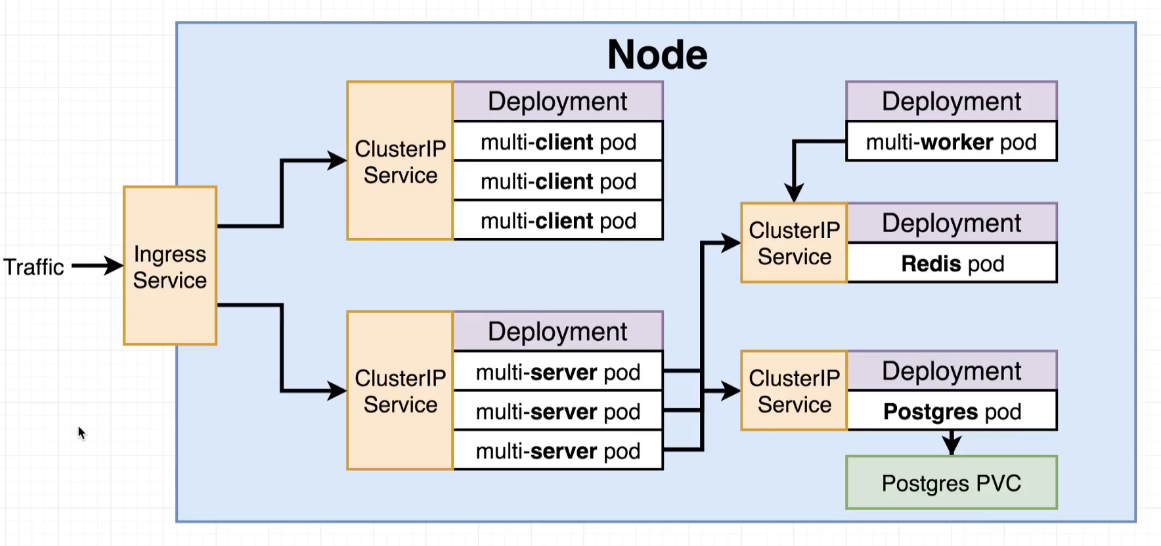 Node
Traffic
Ingress
Service
ClusterIP
Service
Deployment
multi-client pod
multi-client pod
multi-client pod
ClusterIP
Service
Deployment
multi-server pod
multi-server pod
multi-server pod
Deployment
multi-worker pod
ClusterIP
Service
Deployment
Redis pod
ClusterIP
Service
Deployment
Postgres pod
Postgres PVC